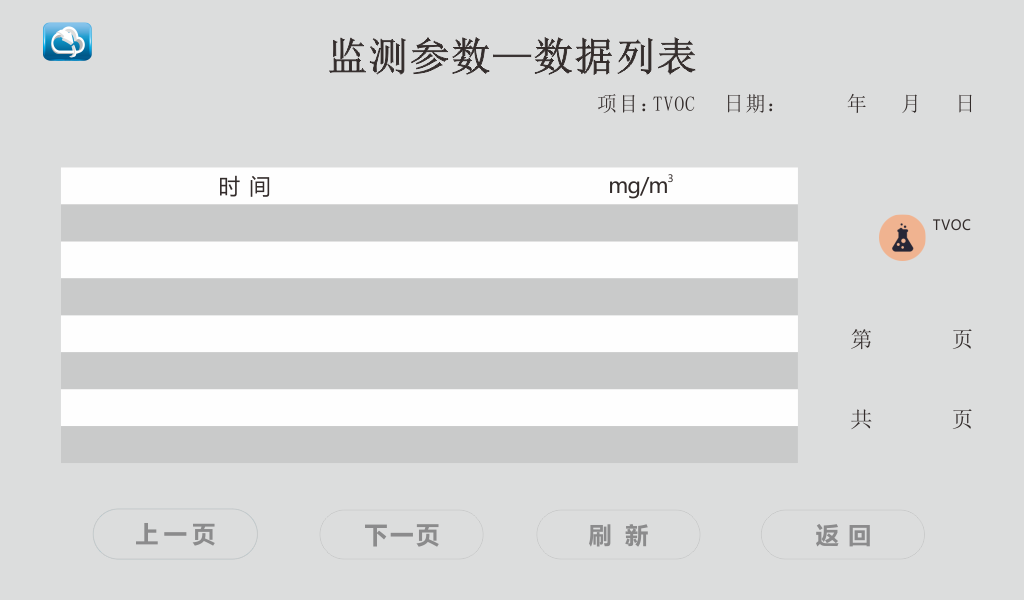 监测参数—数据列表
项目:TVOC 日期: 年 月 日
时 间 mg/m³
TVOC
第 页
共 页
上一页 下一页 刷 新 返 回